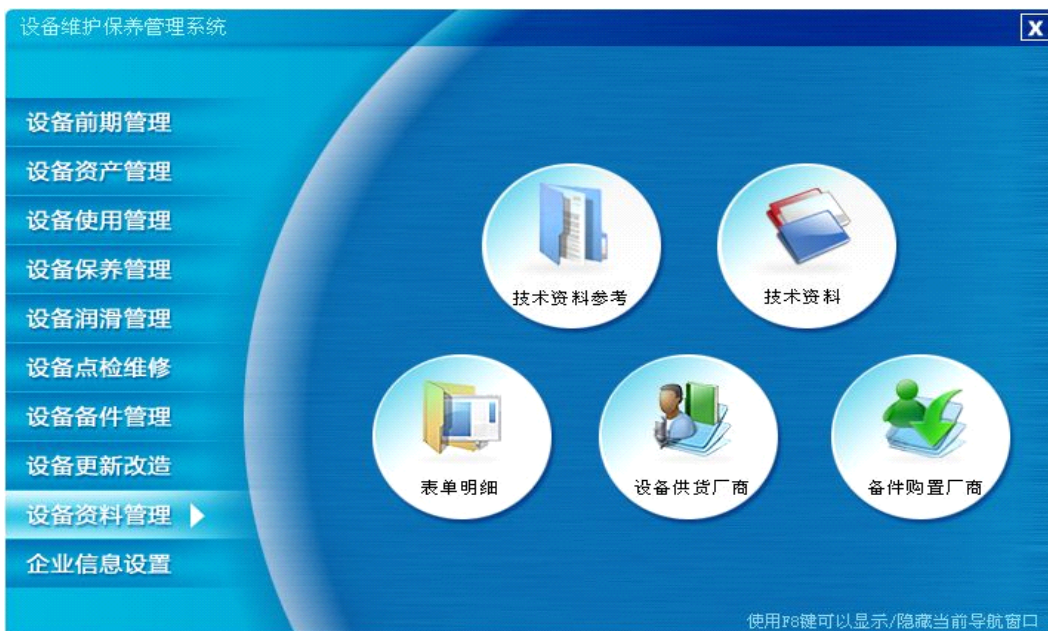 设备维护保养管理系统
X
设备前期管理
设备资产管理
设备使用管理
设备保养管理
设备润滑管理
设备点检维修
设备备件管理
设备更新改造
设备资料管理
企业信息设置
技术资料参考
技术资料
表单明细
设备供货厂商
备件购置厂商
使用F8键可以显示/隐藏当前导航窗口